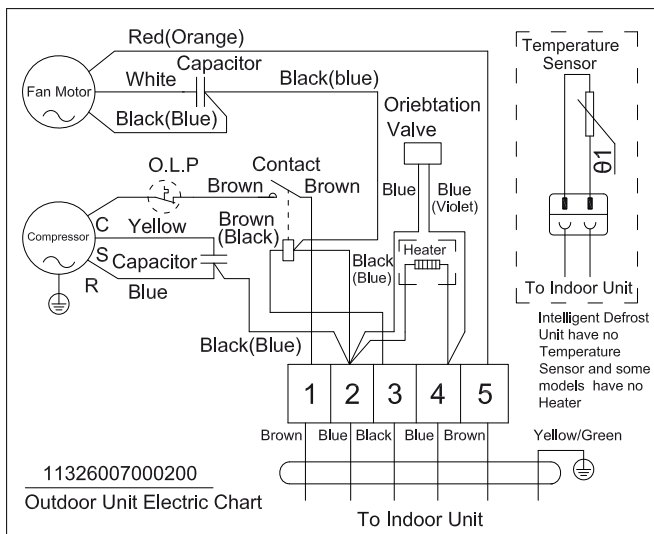 Red(Orange)
Temperature
Sensor
Capacitor
White
Black(blue)
Fan Motor
Oriebtation
Valve
Black(Blue)
θ1
O.L.P
Contact
Brown
Brown
Blue
Blue
(Violet)
C
Yellow
Brown
(Black)
Compressor
Heater
S
Capacitor
Black
(Blue)
R
Blue
To Indoor Unit
Intelligent Defrost
Unit have no
Temperature
Sensor and some
models have no
Heater
Black(Blue)
1 2 3 4 5
Brown Blue Black Blue Brown
Yellow/Green
11326007000200
Outdoor Unit Electric Chart
To Indoor Unit